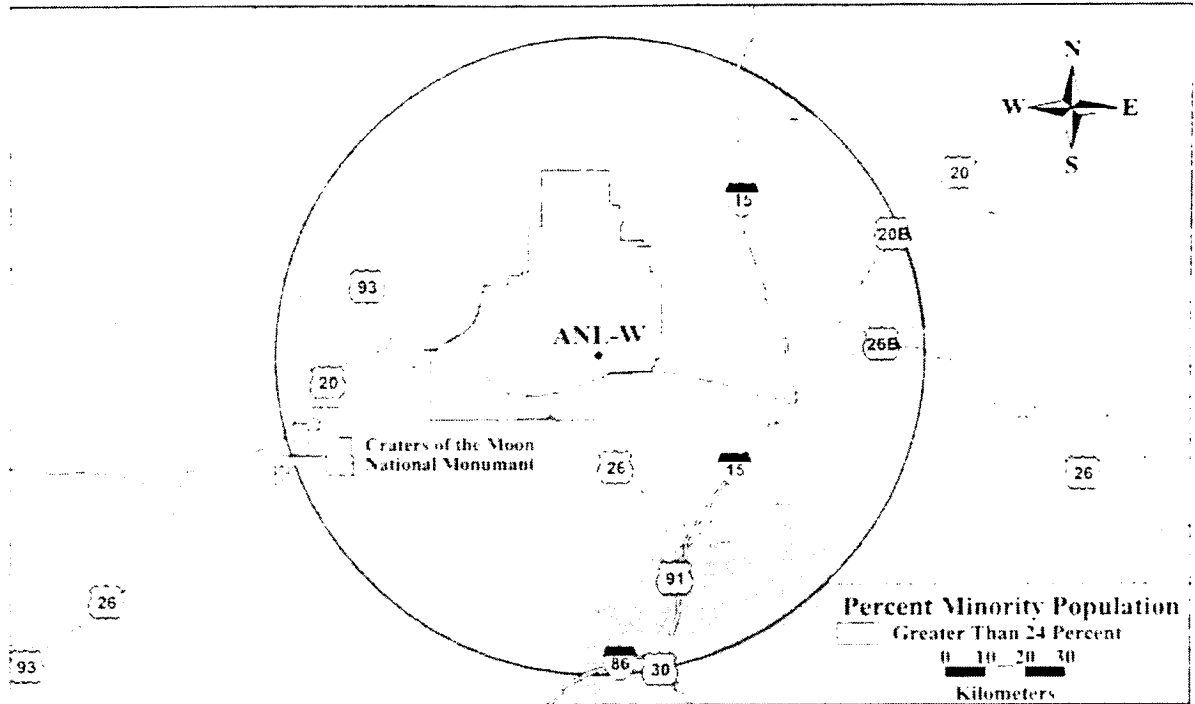 N
W E
S
20
15
20B
93
ANL-W
26B
20
Craters of the Moon
National Monumant
26
15
26
91
26
Percent Minority Population
Greater Than 24 Percent
93
86
30
0 10 20 30
Kilometers